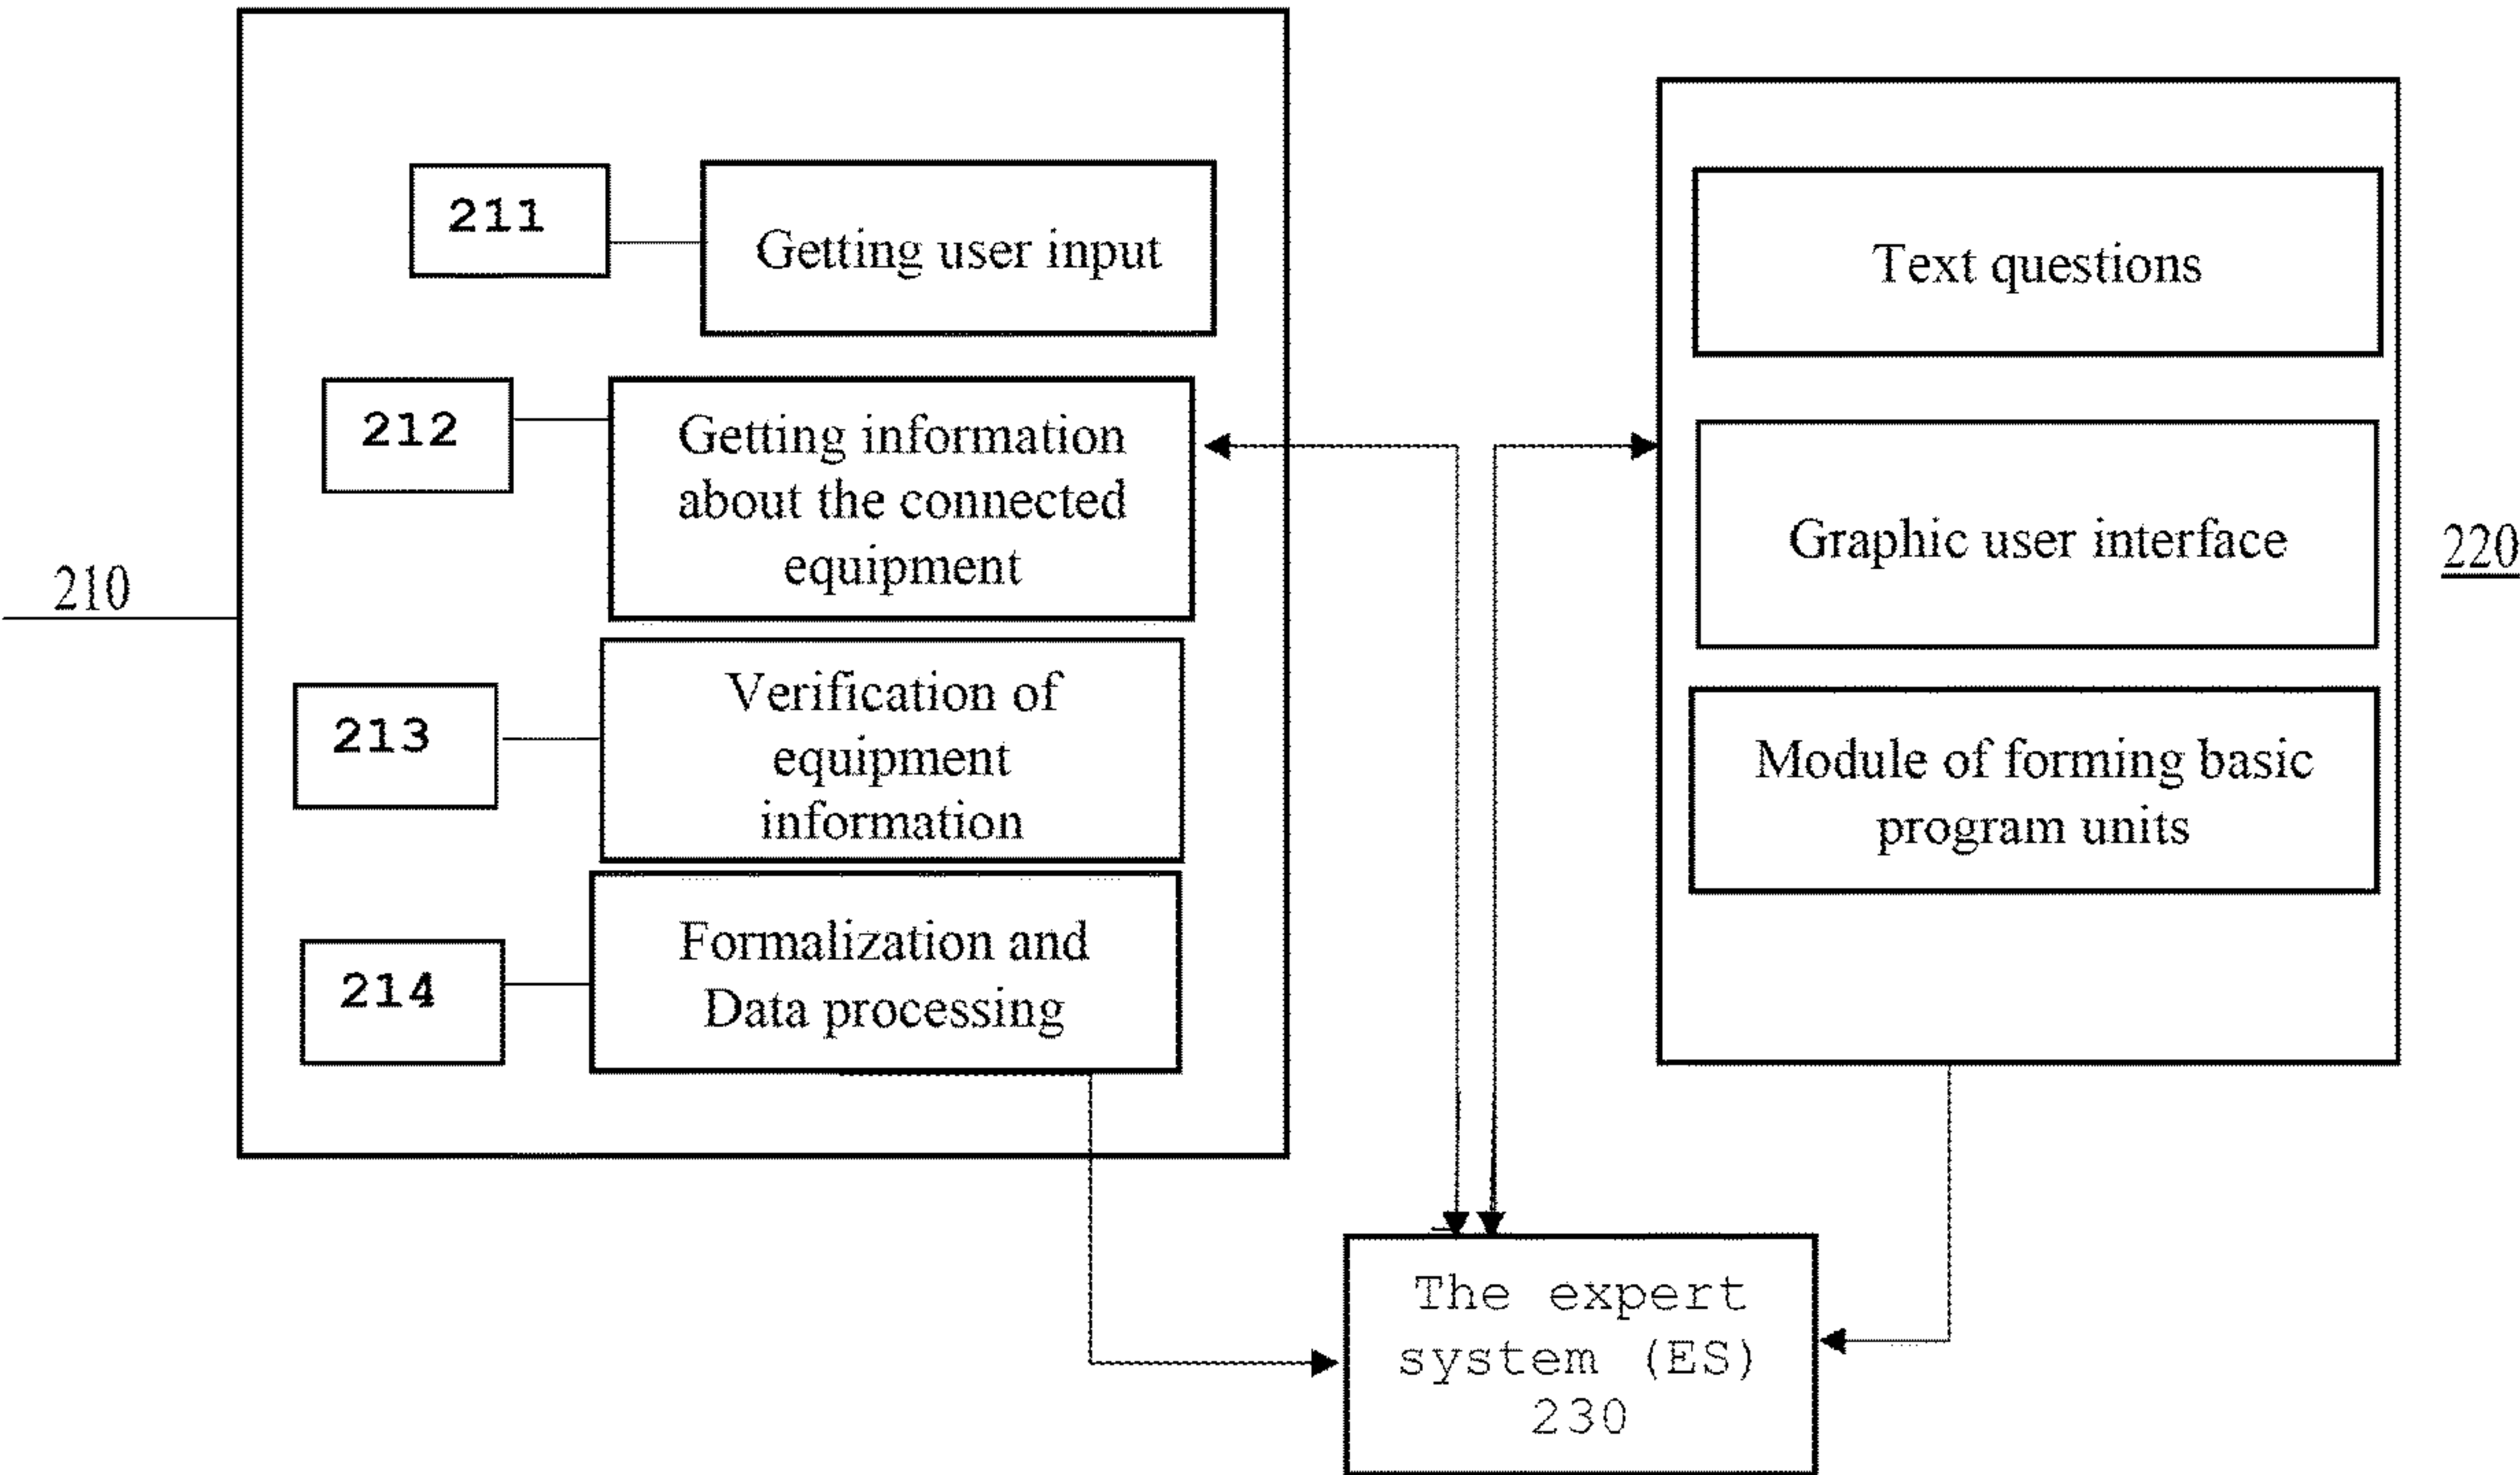 210
211
Getting user input
212
Getting information
about the connected
equipment
213
Verification of
equipment
information
214
Formalization and
Data processing
Text questions
Graphic user interface
Module of forming basic
program units
220
The expert
system (ES)
230